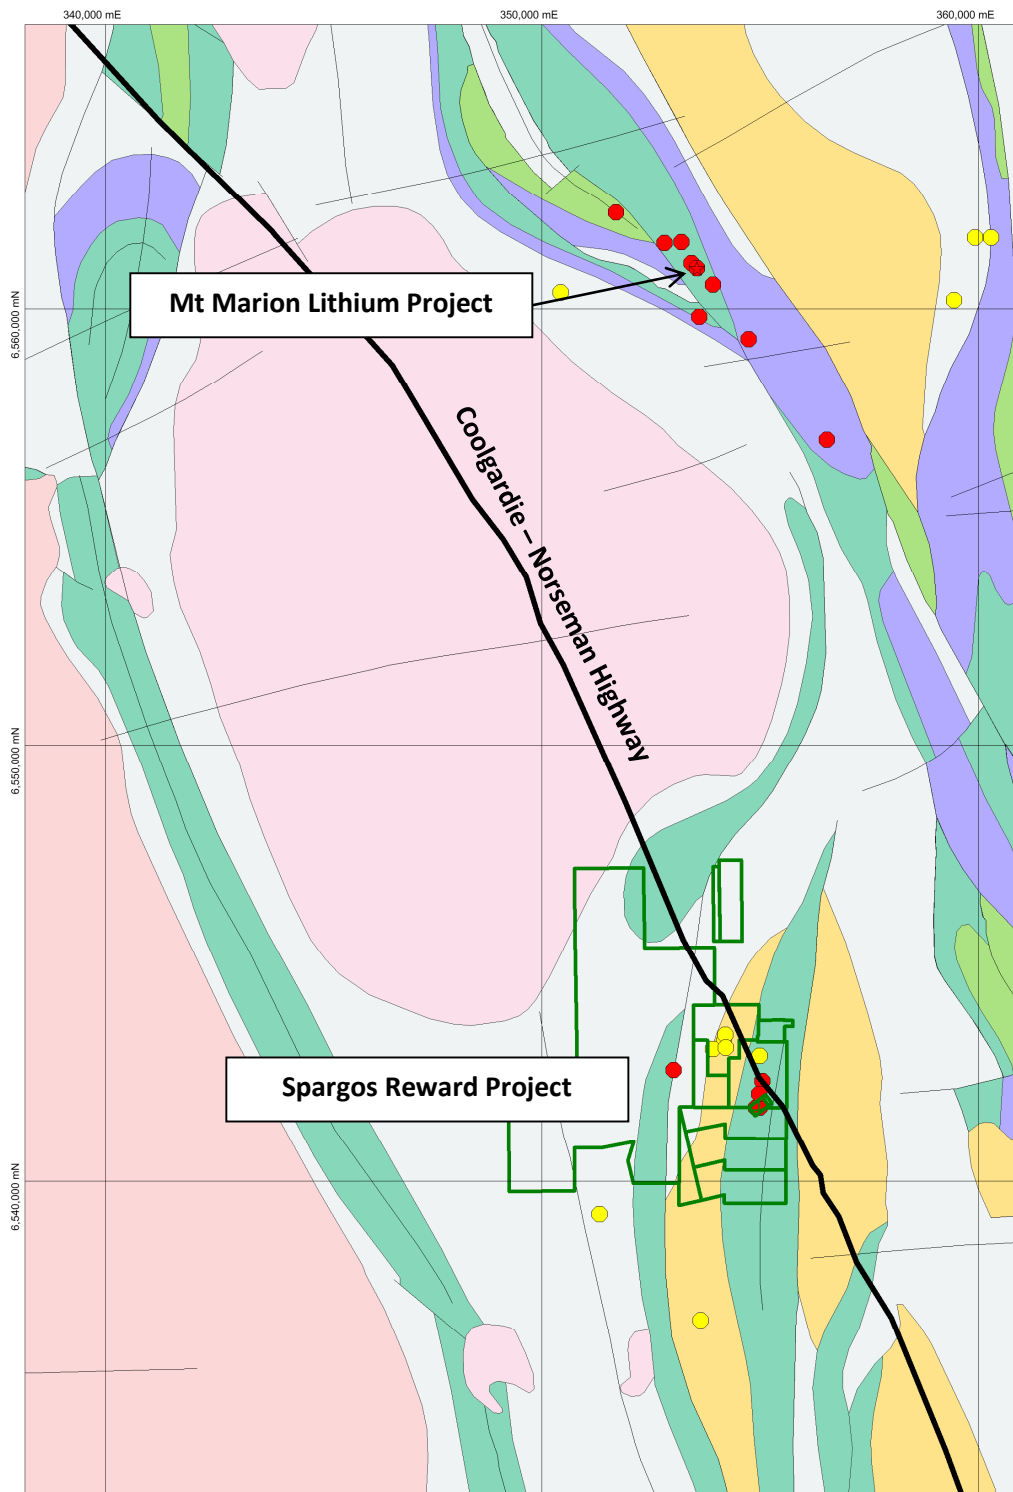 340,000 mE
350,000 mE
360,000 mE
6,560,000 mN
Mt Marion Lithium Project
Coolgardie – Norseman Highway
6,550,000 mN
Spargos Reward Project
6,540,000 mN